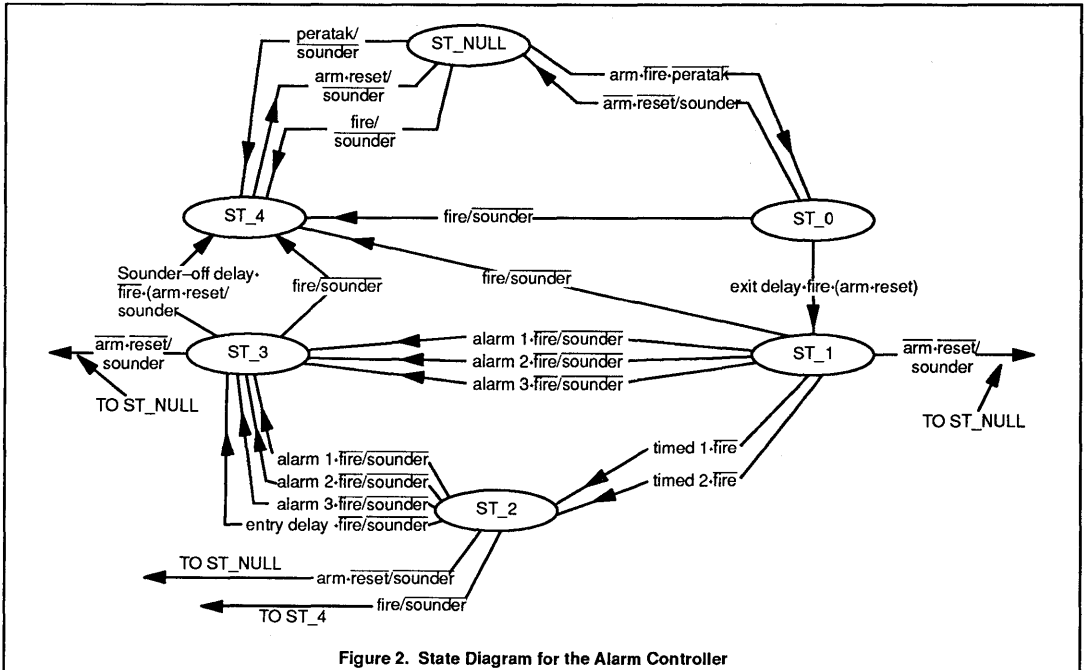 peratak/
sounder
ST_NULL
arm·reset/
sounder
arm·fire·peratak
arm·reset/sounder
fire/
sounder
ST_4
fire/sounder
ST_0
Sounder–off delay·
fire·(arm·reset/
sounder
fire/sounder
fire/sounder
exit delay·fire·(arm·reset)
arm·reset/
sounder
TO ST_NULL
ST_3
alarm 1·fire/sounder
alarm 2·fire/sounder
alarm 3·fire/sounder
ST_1
arm·reset/
sounder
TO ST_NULL
timed 1·fire
timed 2·fire
alarm 1·fire/sounder
alarm 2·fire/sounder
alarm 3·fire/sounder
entry delay ·fire/sounder
ST_2
TO ST_NULL
arm·reset/sounder
fire/sounder
TO ST_4
Figure 2. State Diagram for the Alarm Controller